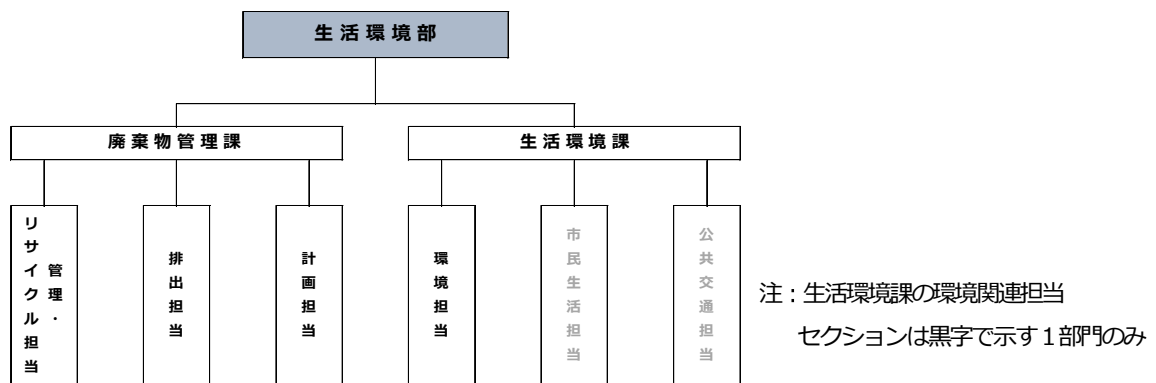 生活環境部
廃棄物管理課
生活環境課
管理・
リサイクル担当
排出担当
計画担当
環境担当
市民生活担当
公共交通担当
注：生活環境課の環境関連担当
セクションは黒字で示す１部門のみ